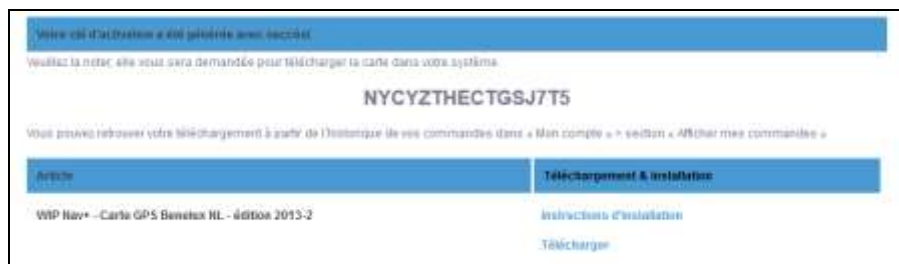 Votre clé d'activation a été générée avec succès!
Veuillez la noter, elle vous sera demandée pour télécharger la carte dans votre système.
NYCYZTHECTGSJ7T5
Vous pouvez retrouver votre téléchargement à partir de l'historique de vos commandes dans « Mon compte » > section « Afficher mes commandes »
Article
Téléchargement & Installation
WIP Nav+ - Carte GPS Benelux NL - édition 2013-2
Instructions d'installation
Télécharger